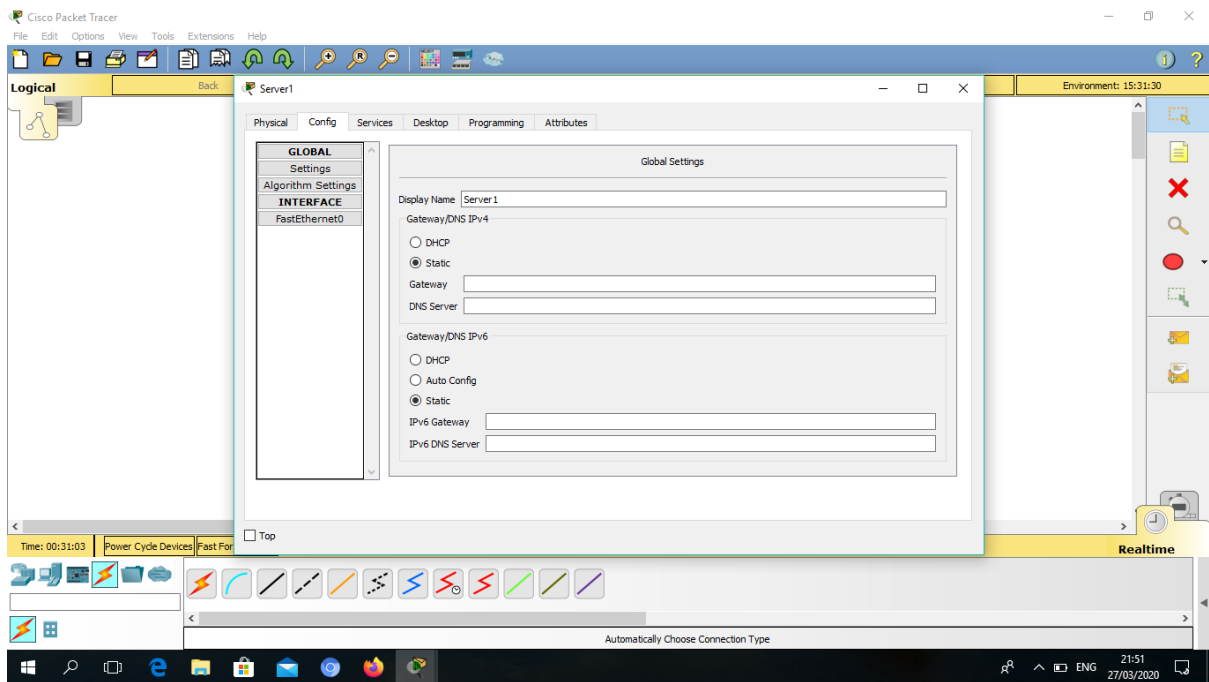 Cisco Packet Tracer
File Edit Options View Tools Extensions Help
Logical
Back
Environment: 15:31:30
Server1
Physical Config Services Desktop Programming Attributes
GLOBAL
Settings
Algorithm Settings
INTERFACE
FastEthernet0
Global Settings
Display Name Server1
Gateway/DNS IPv4
DHCP
Static
Gateway
DNS Server
Gateway/DNS IPv6
DHCP
Auto Config
Static
IPv6 Gateway
IPv6 DNS Server
Top
Time: 00:31:03 Power Cycle Devices Fast For
Realtime
Automatically Choose Connection Type
ENG
21:51
27/03/2020